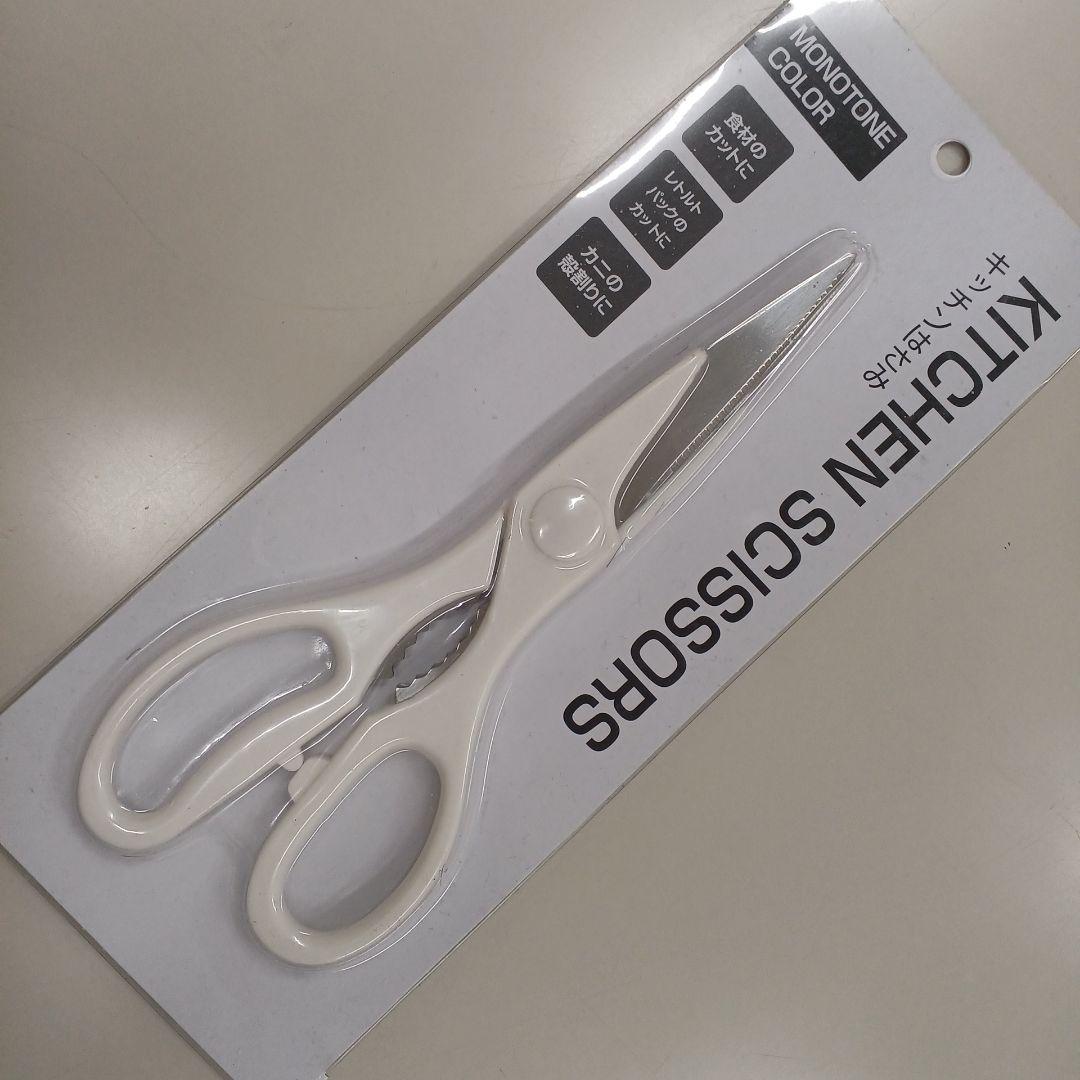 MONOTONE
COLOR
食材の
カットに
レトルト
パックの
カットに
カニの
殻割りに
キッチンはさみ
KITCHEN SCISSORS